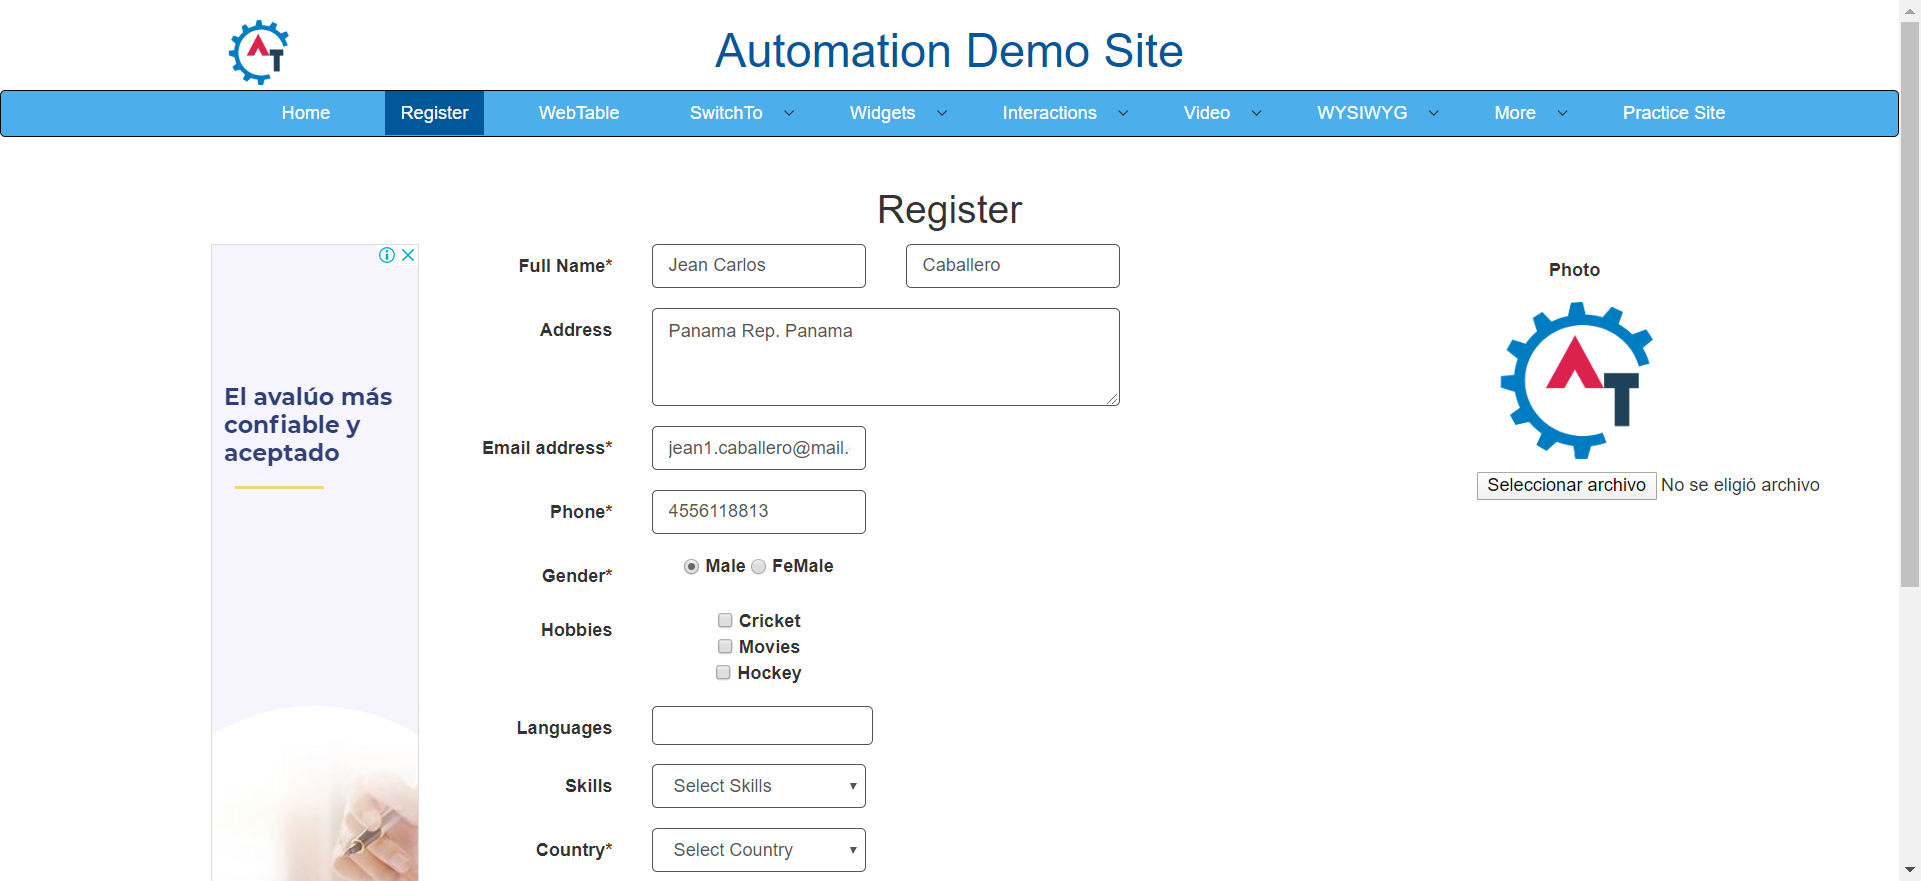 Automation Demo Site
Home Register WebTable SwitchTo Widgets Interactions Video WYSIWYG More Practice Site
Register
Full Name* Jean Carlos Caballero
Photo
Address Panama Rep. Panama
El avalúo más
confiable y
aceptado
Email address* jean1.caballero@mail.
Seleccionar archivo No se eligió archivo
Phone* 4556118813
Gender* Male FeMale
Hobbies Cricket
Movies
Hockey
Languages
Skills Select Skills
Country* Select Country